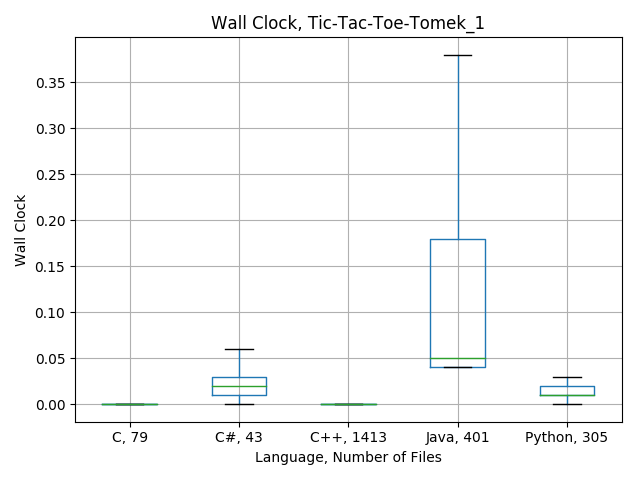 Wall Clock, Tic-Tac-Toe-Tomek_1
Wall Clock
0.35
0.30
0.25
0.20
0.15
0.10
0.05
0.00
C, 79
C#, 43
C++, 1413
Java, 401
Python, 305
Language, Number of Files